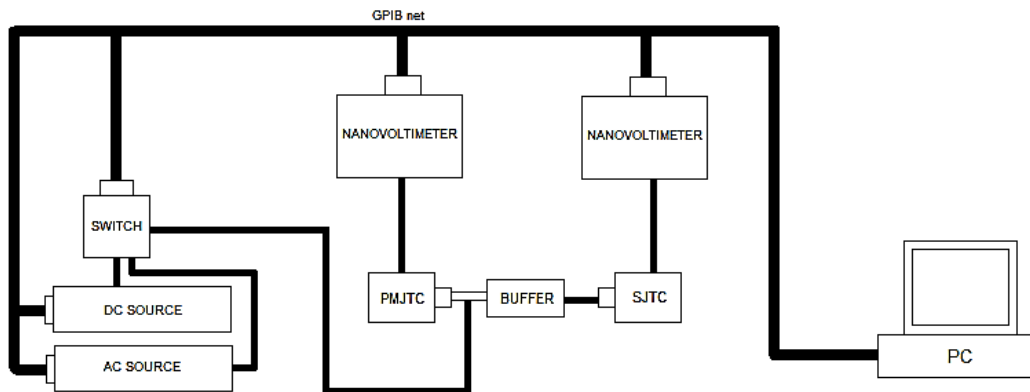 GPIB net
NANOVOLTIMETER
NANOVOLTIMETER
SWITCH
PMJTC
BUFFER
SJTC
DC SOURCE
AC SOURCE
PC